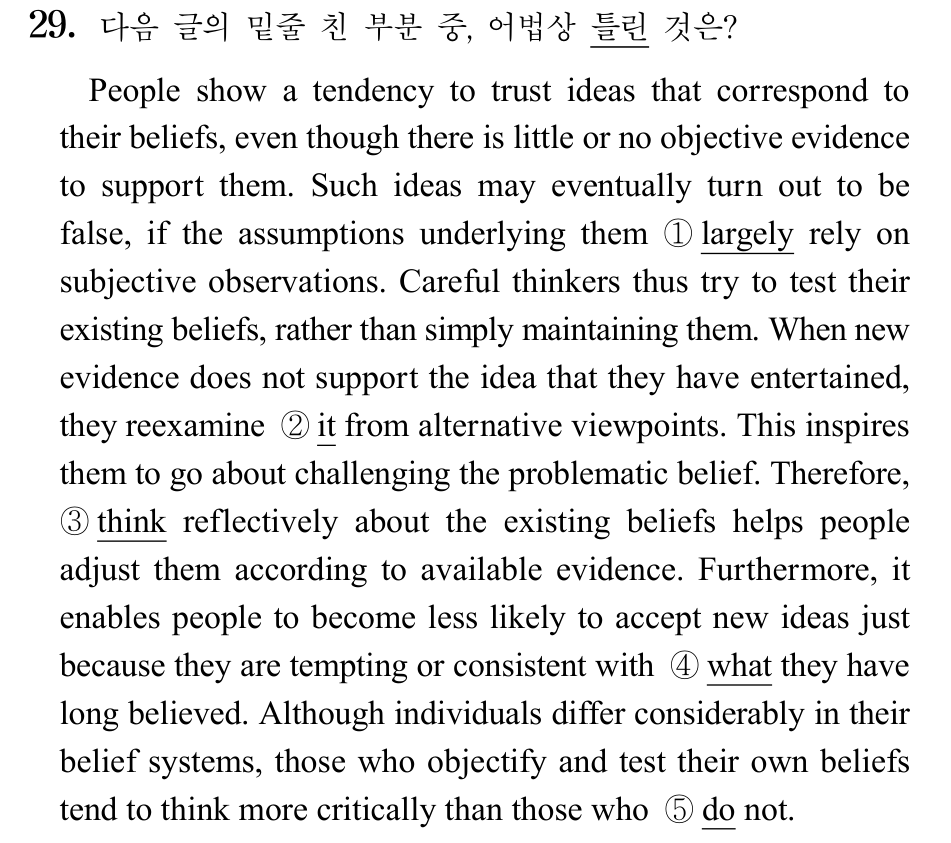 29. 다음 글의 밑줄 친 부분 중, 어법상 틀린 것은?
People show a tendency to trust ideas that correspond to
their beliefs, even though there is little or no objective evidence
to support them. Such ideas may eventually turn out to be
false, if the assumptions underlying them ① largely rely on
subjective observations. Careful thinkers thus try to test their
existing beliefs, rather than simply maintaining them. When new
evidence does not support the idea that they have entertained,
they reexamine ② it from alternative viewpoints. This inspires
them to go about challenging the problematic belief. Therefore,
③ think reflectively about the existing beliefs helps people
adjust them according to available evidence. Furthermore, it
enables people to become less likely to accept new ideas just
because they are tempting or consistent with ④ what they have
long believed. Although individuals differ considerably in their
belief systems, those who objectify and test their own beliefs
tend to think more critically than those who ⑤ do not.